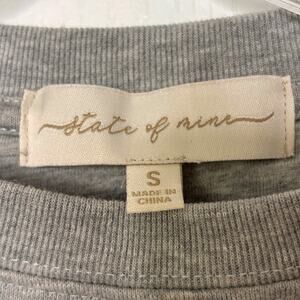 state of mine
S
MADE IN
CHINA